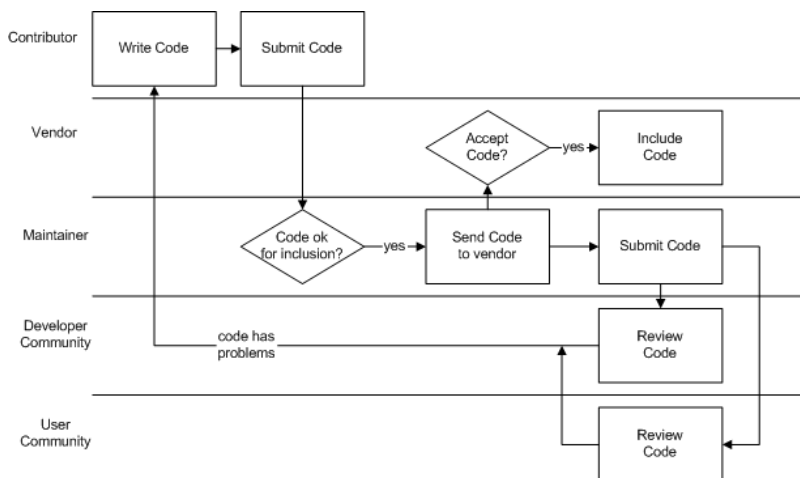 Contributor
Write Code
Submit Code
Vendor
Accept
Code?
yes
Include
Code
Maintainer
Code ok
for inclusion?
yes
Send Code
to vendor
Submit Code
Developer
Community
code has
problems
Review
Code
User
Community
Review
Code